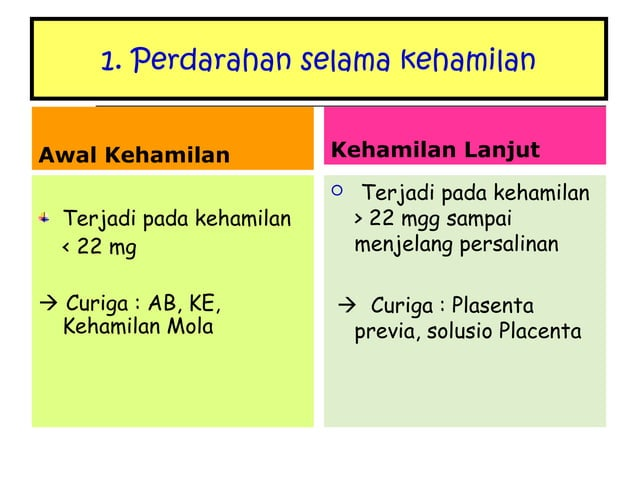 1. Perdarahan selama kehamilan
Awal Kehamilan
Terjadi pada kehamilan
< 22 mg
→ Curiga : AB, KE,
Kehamilan Mola
Kehamilan Lanjut
Terjadi pada kehamilan
> 22 mgg sampai
menjelang persalinan
→ Curiga : Plasenta
previa, solusio Placenta